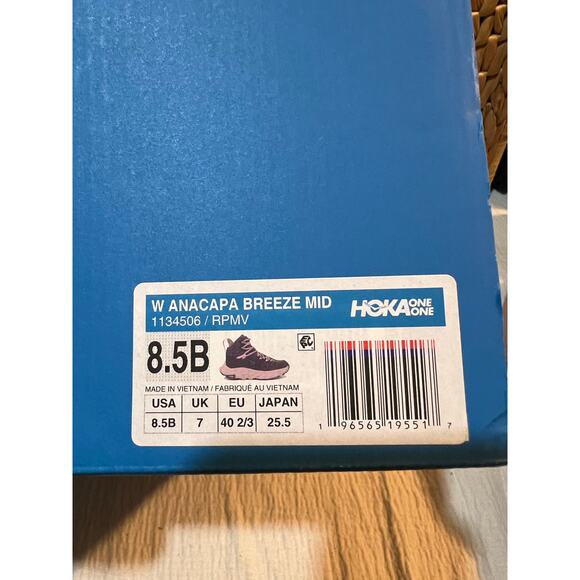 W ANACAPA BREEZE MID
1134506 / RPMV
HOKA ONE ONE
8.5B
MADE IN VIETNAM / FABRIQUÉ AU VIETNAM
USA UK EU JAPAN
8.5B 7 40 2/3 25.5
1 96565 19551 7